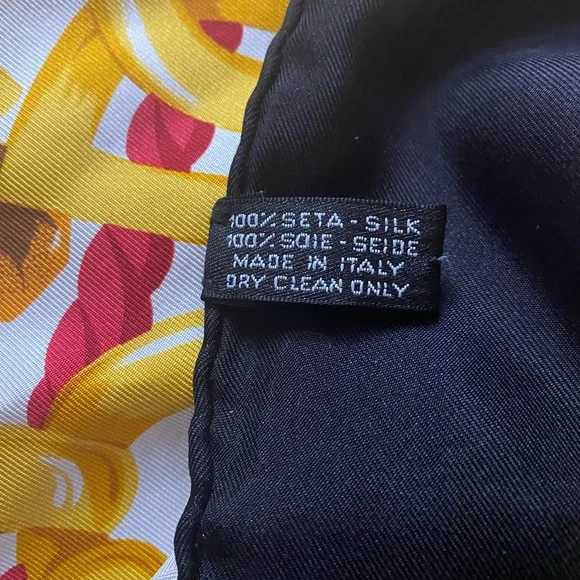 100% SETA - SILK
100% SOIE - SEIDE
MADE IN ITALY
DRY CLEAN ONLY